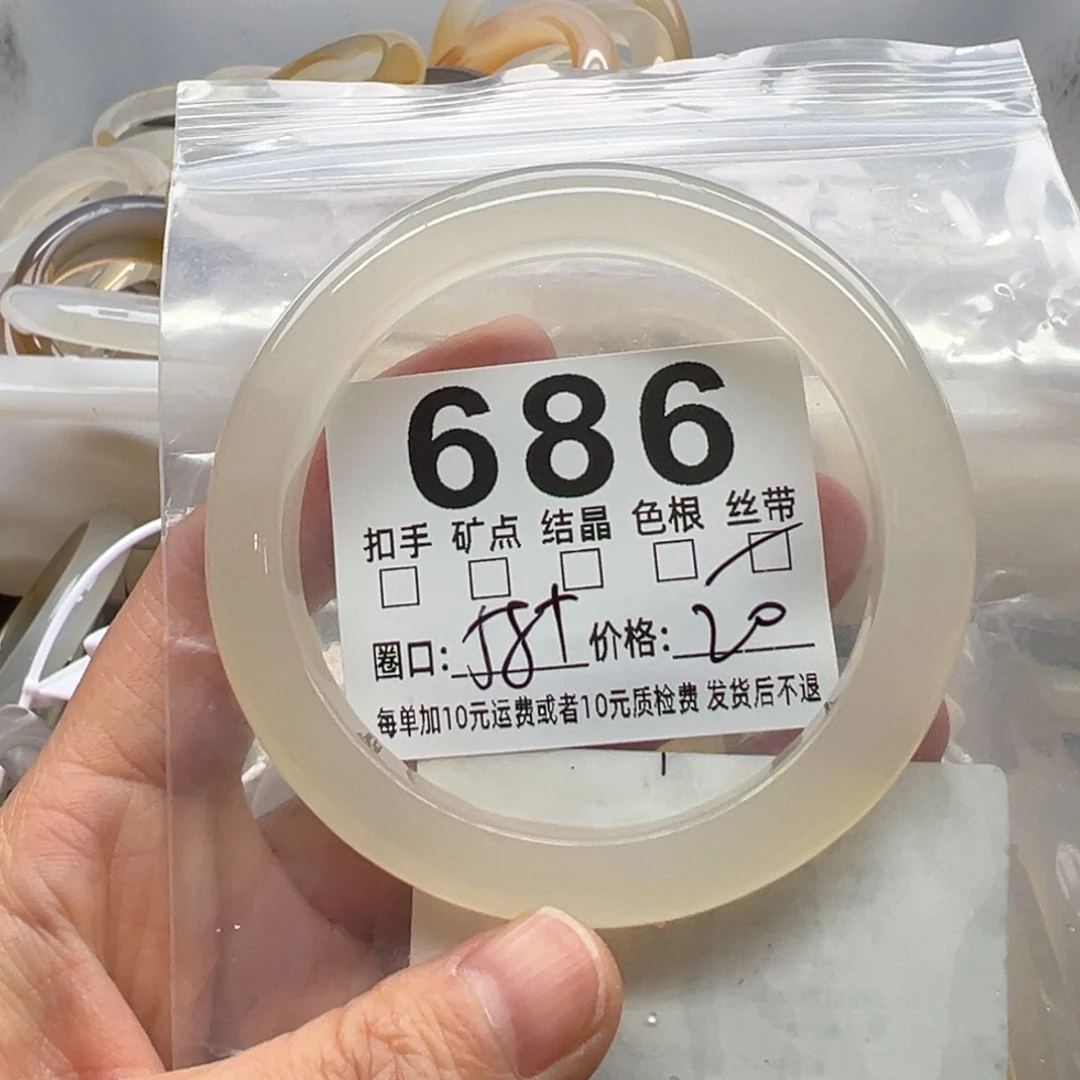 686
扣手 矿点 结晶 色根 丝带
圈口: 58+ 价格: 20
每单加10元运费或者10元质检费 发货后不退